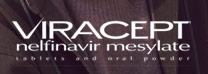 VIRACEPT
nelfinavir mesylate
tablets and oral powder